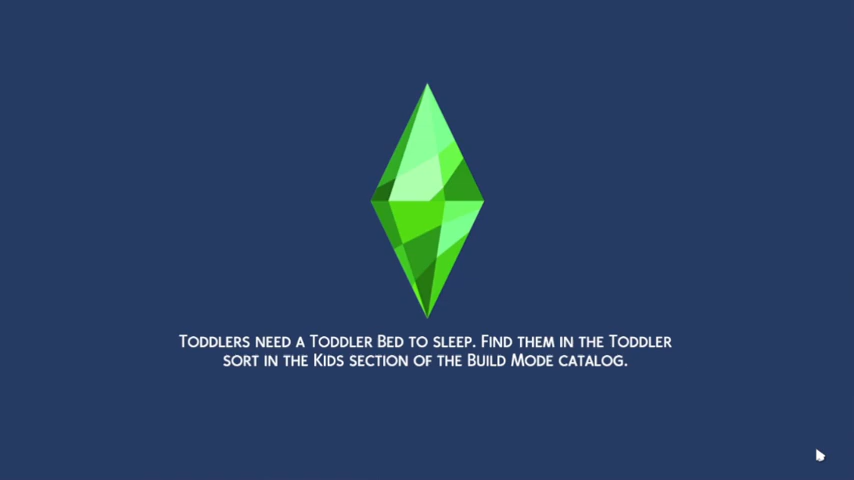 Toddlers need a Toddler Bed to sleep. Find them in the Toddler
sort in the Kids section of the Build Mode catalog.